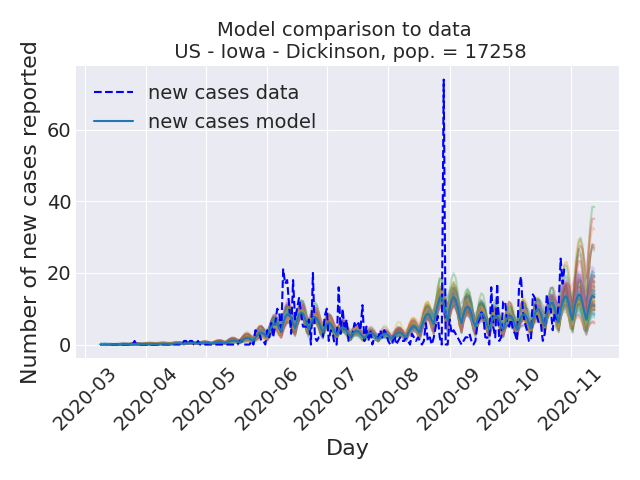 Model comparison to data
US - Iowa - Dickinson, pop. = 17258
Number of new cases reported
new cases data
new cases model
60
40
20
0
2020-03
2020-04
2020-05
2020-06
2020-07
2020-08
2020-09
2020-10
2020-11
Day